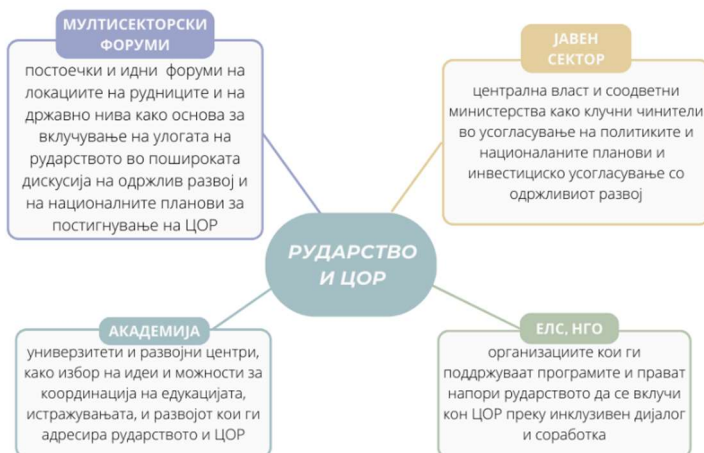 МУЛТИСЕКТОРСКИ
ФОРУМИ
постоечки и идни форуми на
локациите на рудниците и на
државно нива како основа за
вклучување на улогата на
рударството во пошироката
дискусија на одржлив развој и
на националните планови за
постигнување на ЦОР
ЈАВЕН
СЕКТОР
централна власт и соодветни
министерства како клучни чинители
во усогласување на политиките и
националаните планови и
инвестициско усогласување со
одржливиот развој
РУДАРСТВО
И ЦОР
АКАДЕМИЈА
универзитети и развојни центри,
како избор на идеи и можности за
координација на едукацијата,
истражувањата, и развојот кои ги
адресира рударството и ЦОР
ЕЛС, НГО
организациите кои ги
поддржуваат програмите и прават
напори рударството да се вклучи
кон ЦОР преку инклузивен дијалог
и соработка